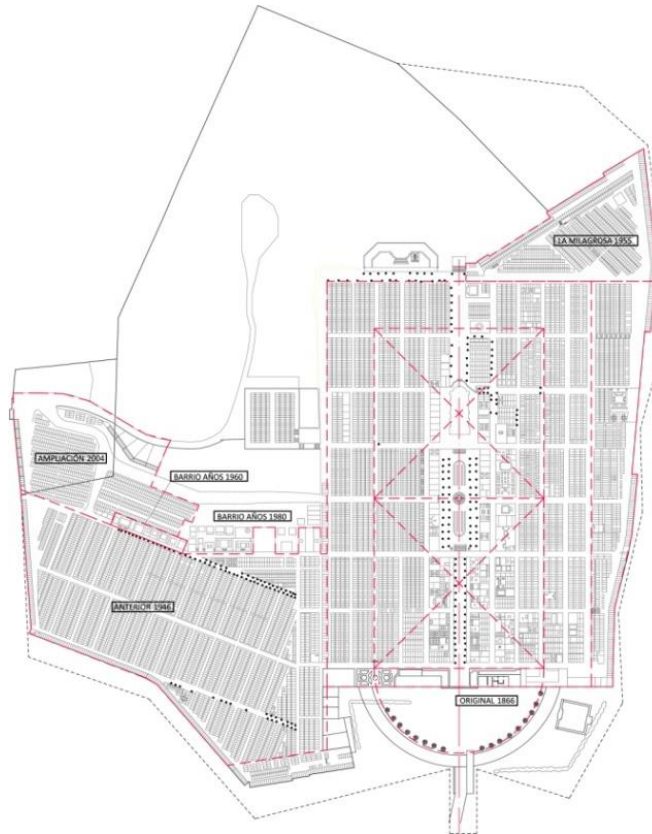 LA MILAGROSA 1955
AMPLIACIÓN 2004
BARRIO AÑOS 1960
BARRIO AÑOS 1980
ANTERIOR 1946
ORIGINAL 1866